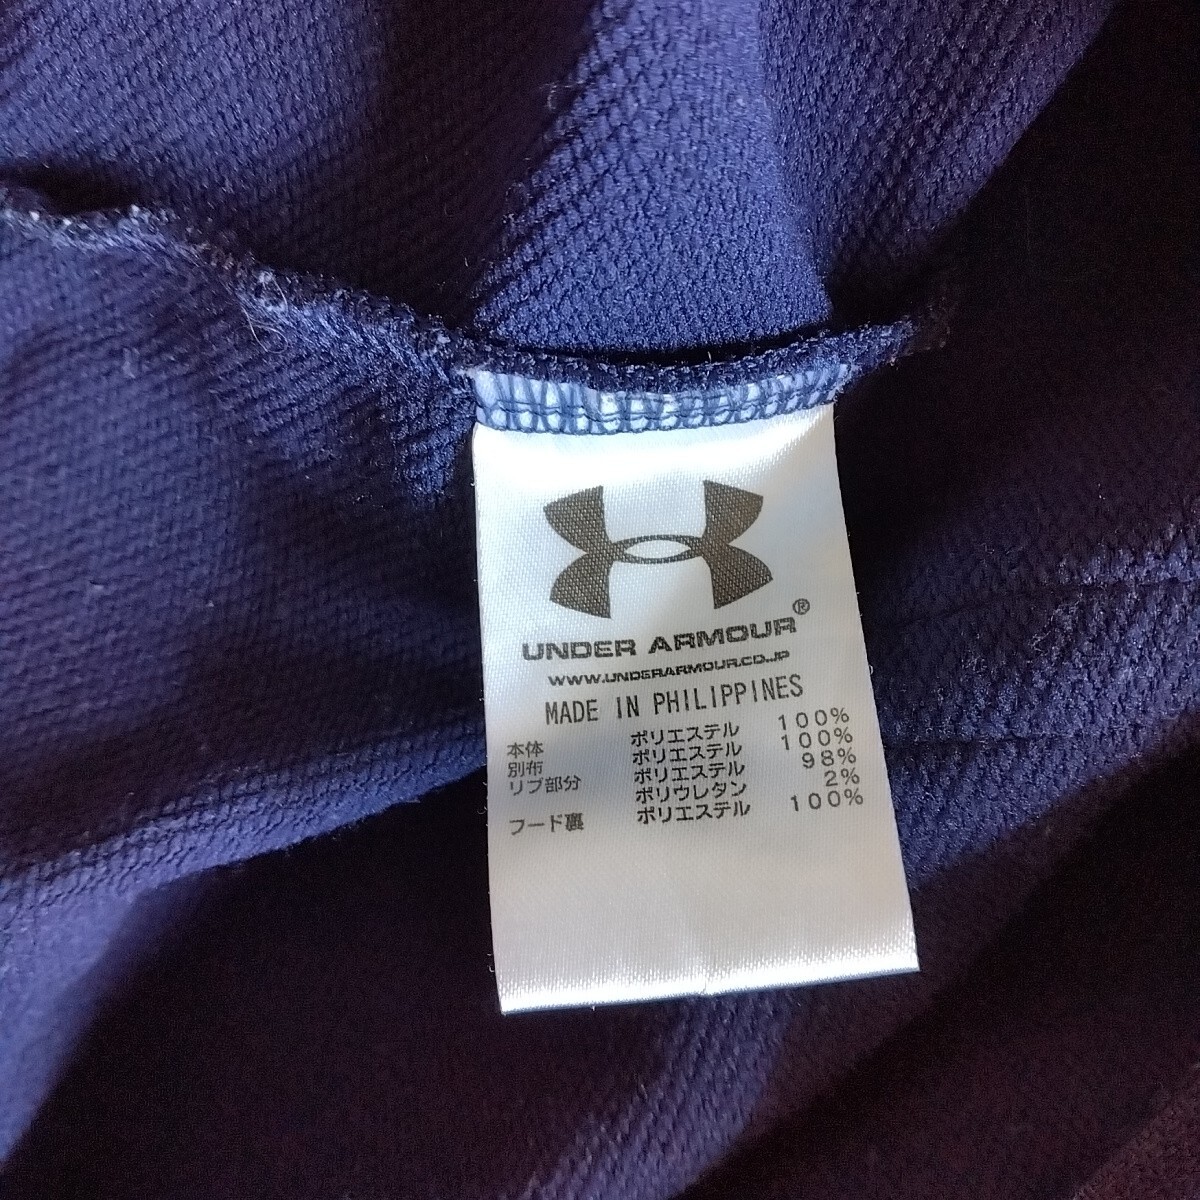 UNDER ARMOUR®
WWW.UNDERARMOUR.CO.JP
MADE IN PHILIPPINES
本体 ポリエステル 100%
別布 ポリエステル 100%
リブ部分 ポリエステル 98%
ポリウレタン 2%
フード裏 ポリエステル 100%